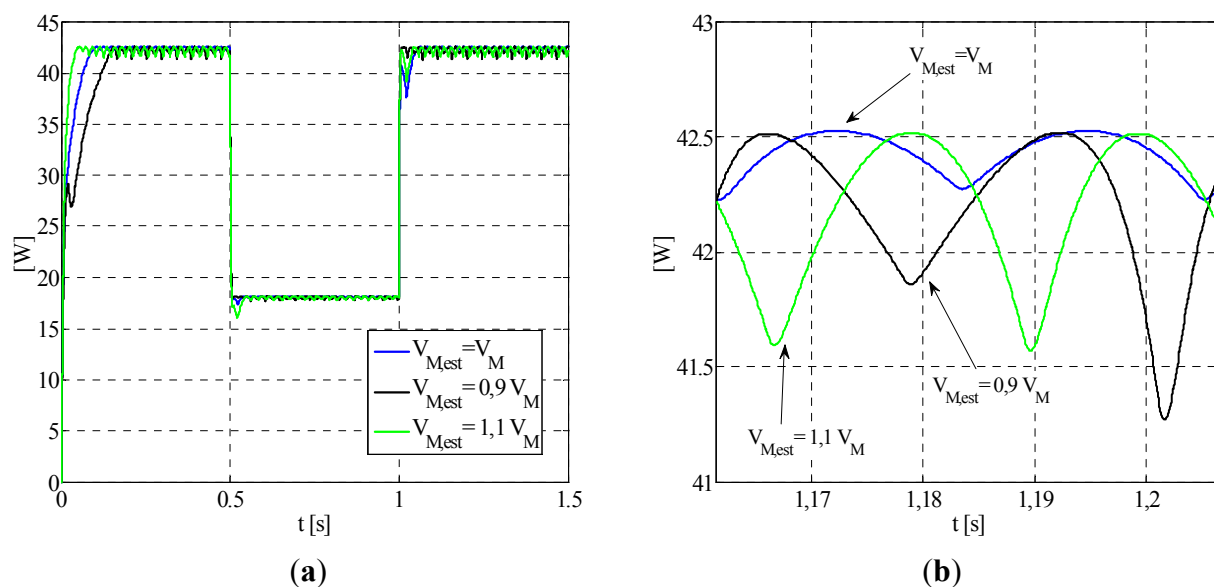 45
40
35
30
25
20
15
10
5
0
[W]
0
0.5
1
1.5
t [s]
V_M,est=V_M
V_M,est=0,9 V_M
V_M,est=1,1 V_M
(a)
43
42.5
42
41.5
41
[W]
V_M,est=V_M
V_M,est=0,9 V_M
V_M,est=1,1 V_M
1,17
1,18
1,19
1,2
t [s]
(b)